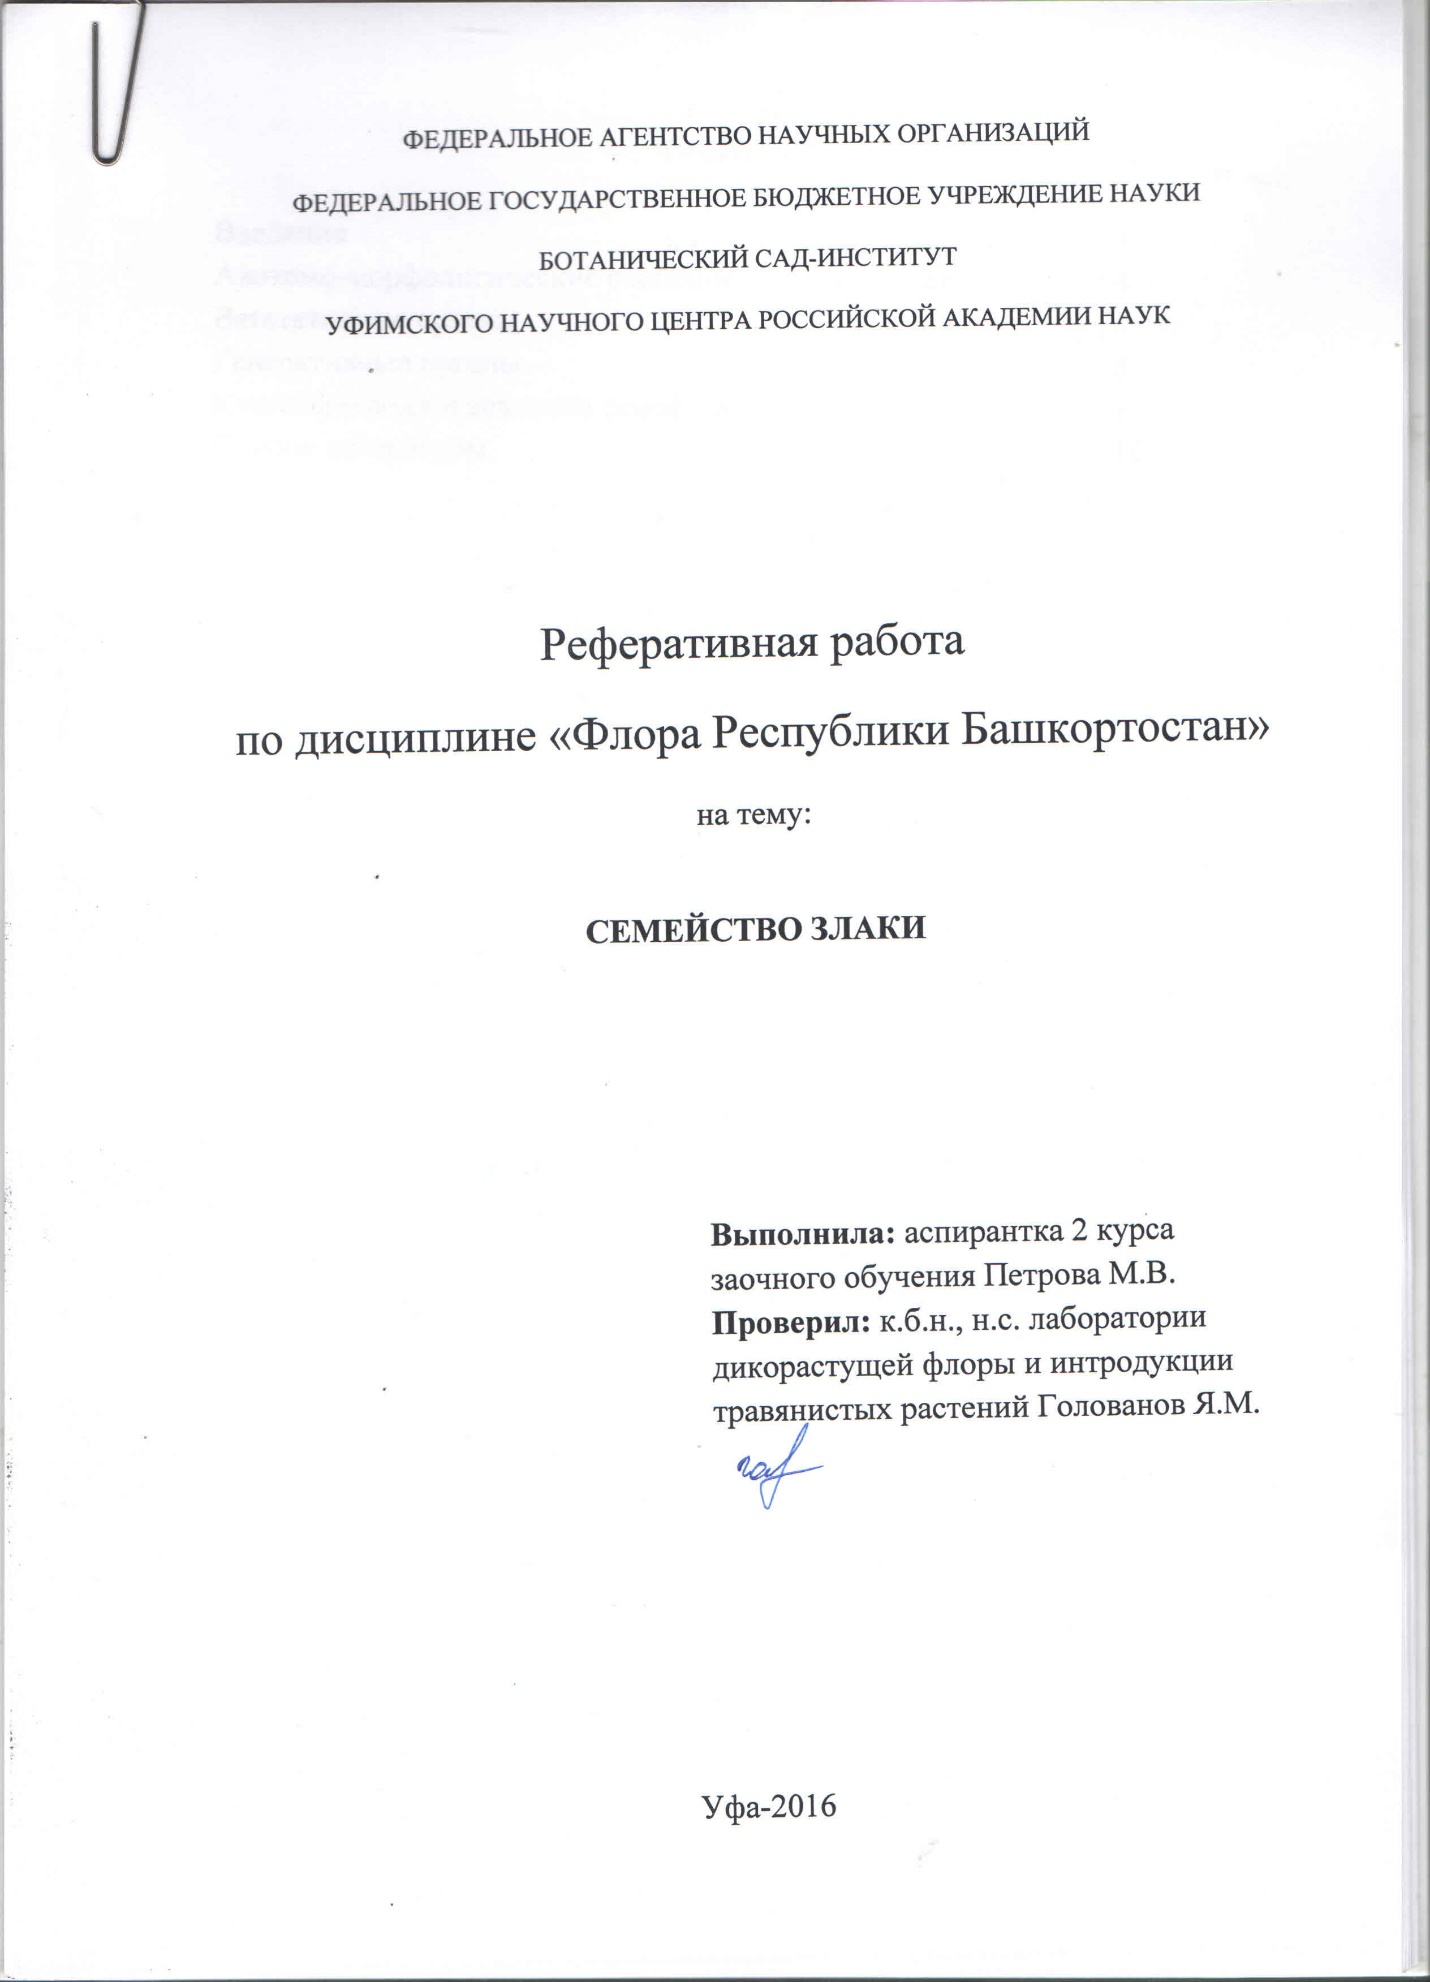 ФЕДЕРАЛЬНОЕ АГЕНТСТВО НАУЧНЫХ ОРГАНИЗАЦИЙ
ФЕДЕРАЛЬНОЕ ГОСУДАРСТВЕННОЕ БЮДЖЕТНОЕ УЧРЕЖДЕНИЕ НАУКИ
БОТАНИЧЕСКИЙ САД-ИНСТИТУТ
УФИМСКОГО НАУЧНОГО ЦЕНТРА РОССИЙСКОЙ АКАДЕМИИ НАУК
Реферативная работа
по дисциплине «Флора Республики Башкортостан»
на тему:
СЕМЕЙСТВО ЗЛАКИ
Выполнила: аспирантка 2 курса
заочного обучения Петрова М.В.
Проверил: к.б.н., н.с. лаборатории
дикорастущей флоры и интродукции
травянистых растений Голованов Я.М.
Уфа-2016